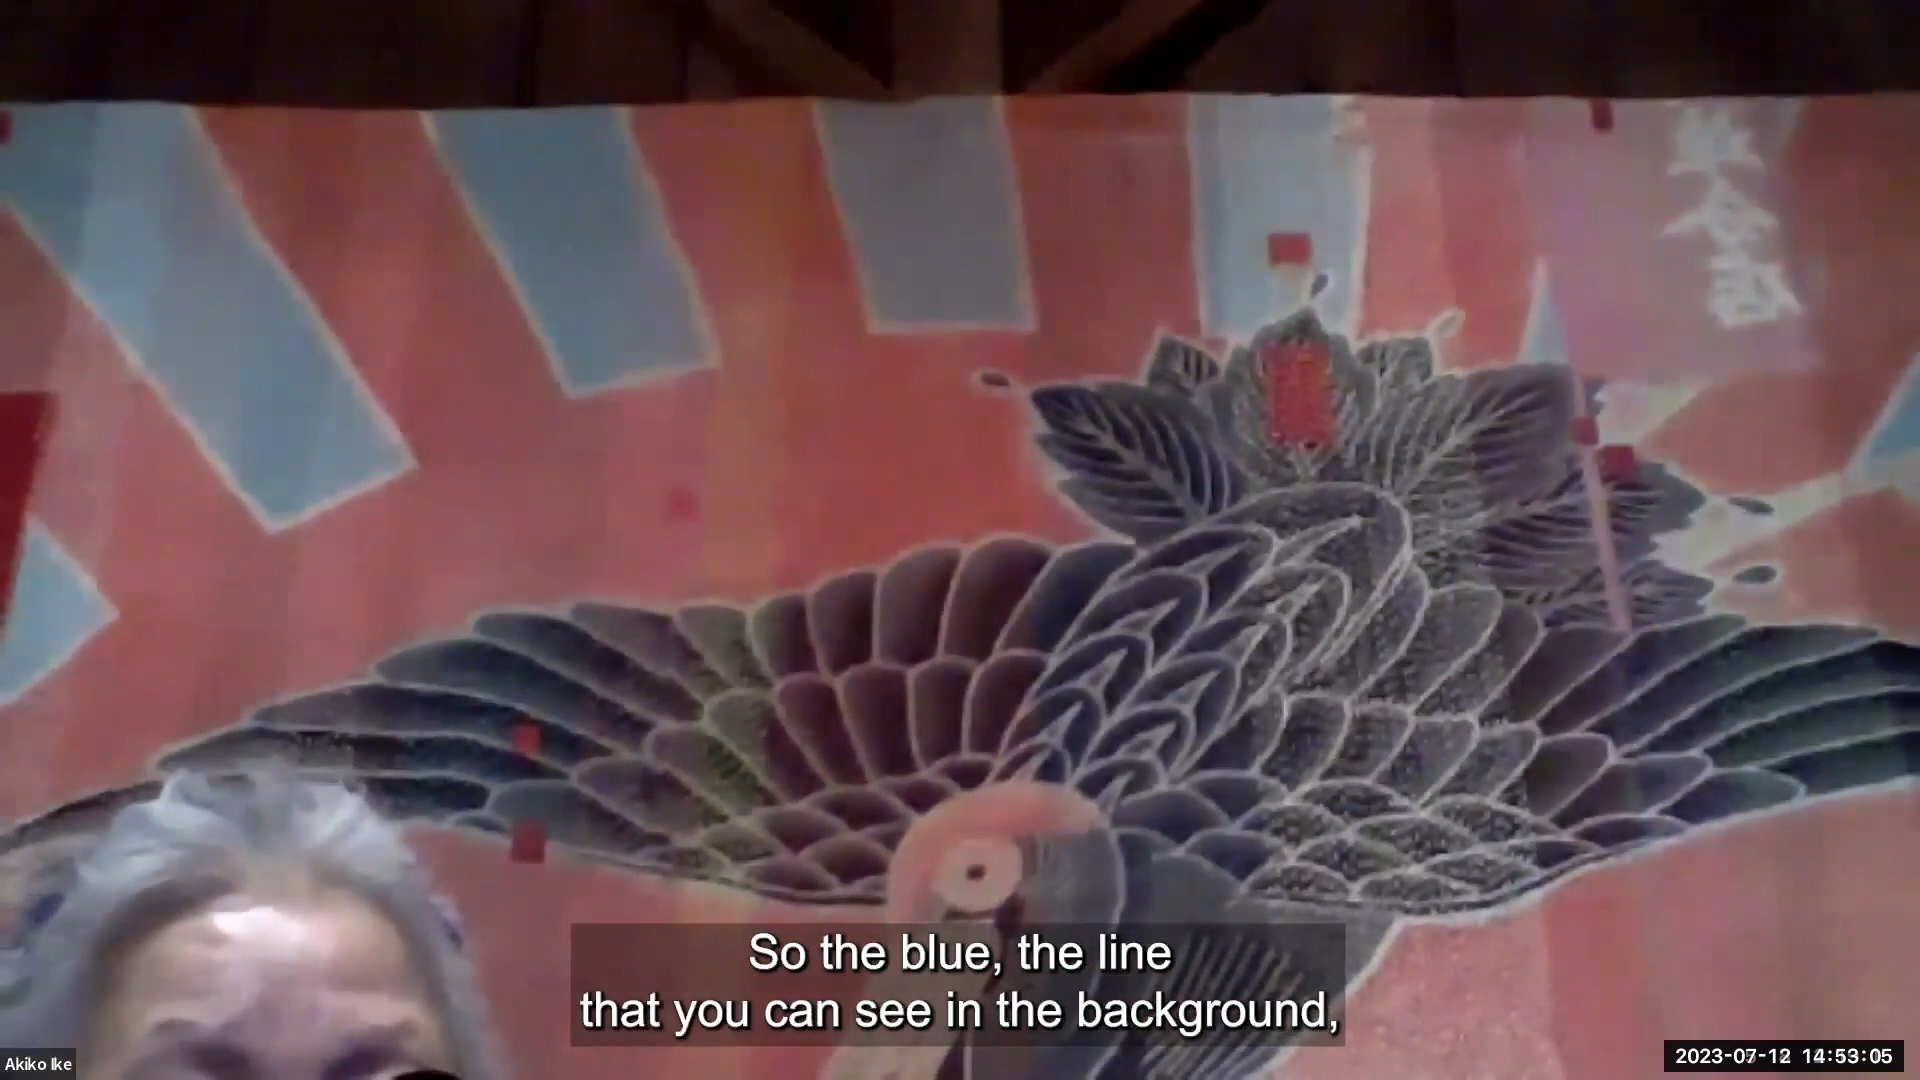 So the blue, the line
that you can see in the background,
Akiko Ike
2023-07-12 14:53:05